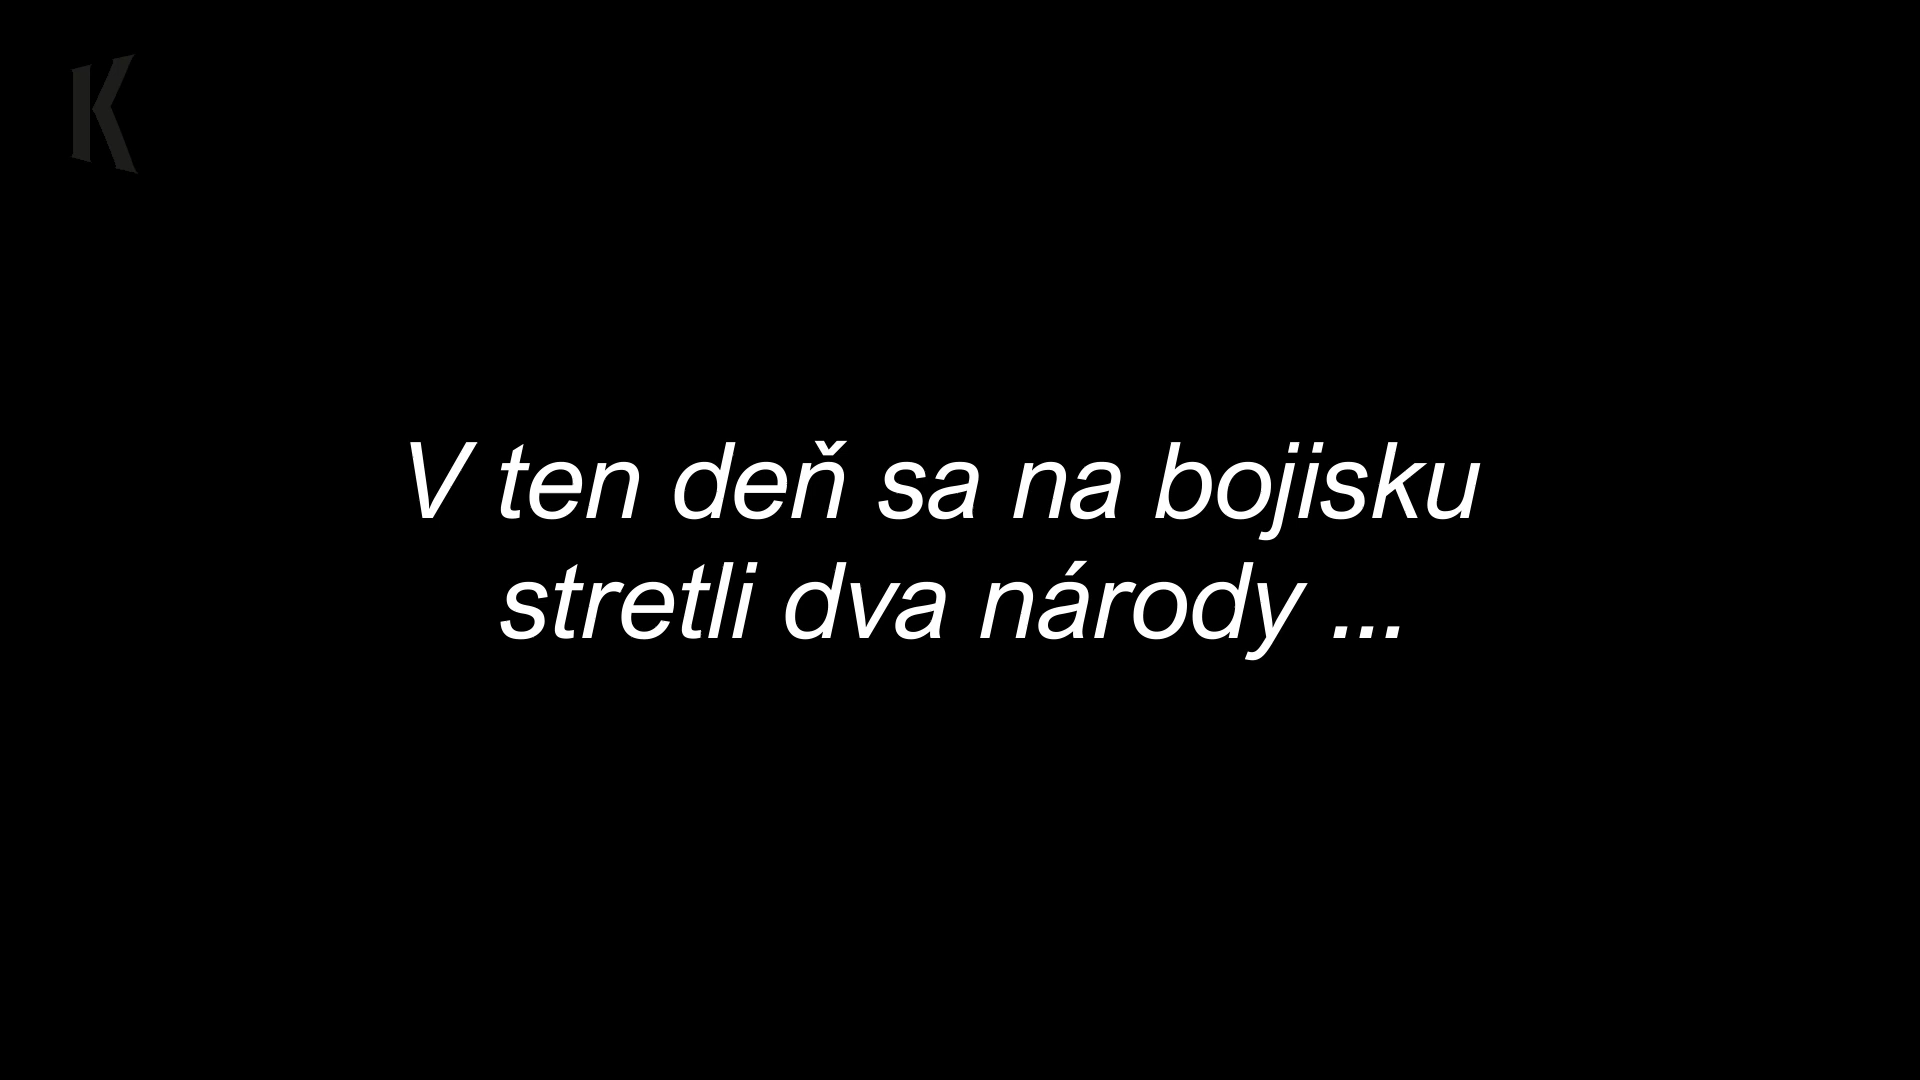 K
V ten deň sa na bojisku
stretli dva národy ...